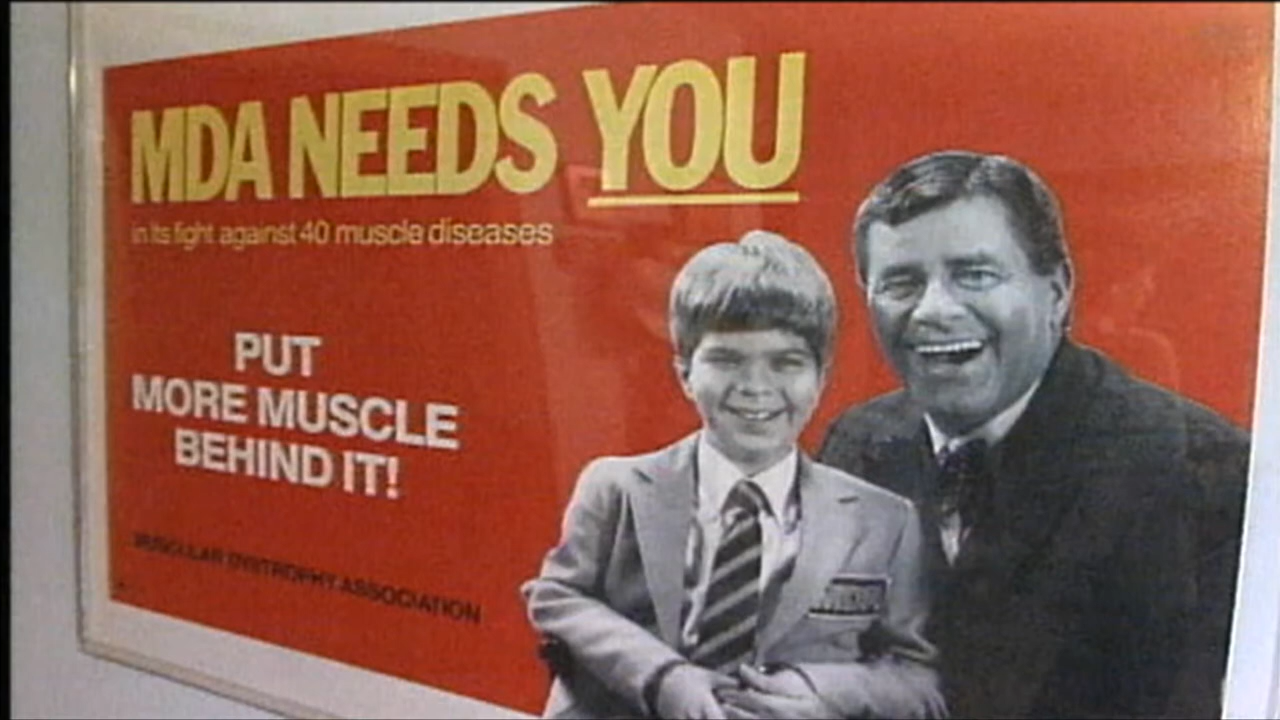 MDA NEEDS YOU
in its fight against 40 muscle diseases
PUT
MORE MUSCLE
BEHIND IT!
MUSCULAR DYSTROPHY ASSOCIATION